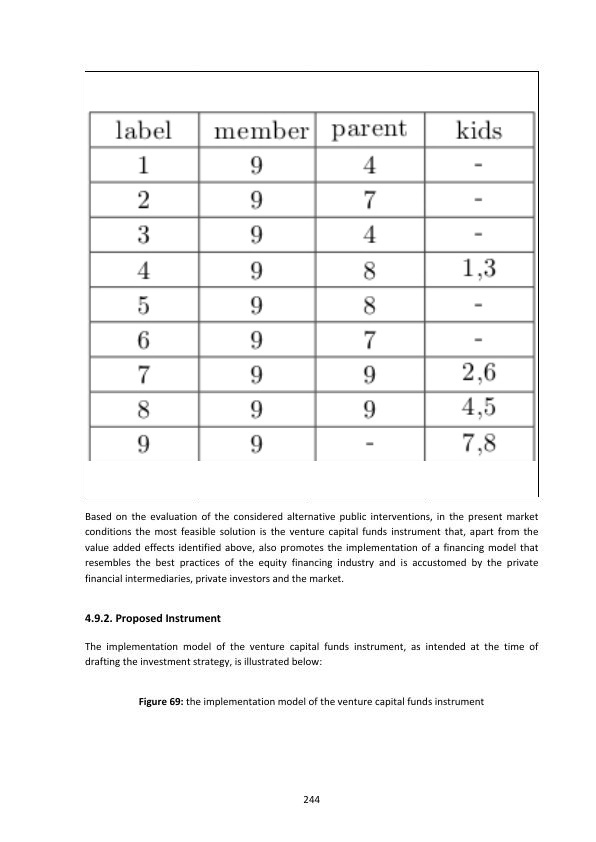 label member parent kids
1 9 4 -
2 9 7 -
3 9 4 -
4 9 8 1,3
5 9 8 -
6 9 7 -
7 9 9 2,6
8 9 9 4,5
9 9 - 7,8
Based on the evaluation of the considered alternative public interventions, in the present market
conditions the most feasible solution is the venture capital funds instrument that, apart from the
value added effects identified above, also promotes the implementation of a financing model that
resembles the best practices of the equity financing industry and is accustomed by the private
financial intermediaries, private investors and the market.
4.9.2. Proposed Instrument
The implementation model of the venture capital funds instrument, as intended at the time of
drafting the investment strategy, is illustrated below:
Figure 69: the implementation model of the venture capital funds instrument
244